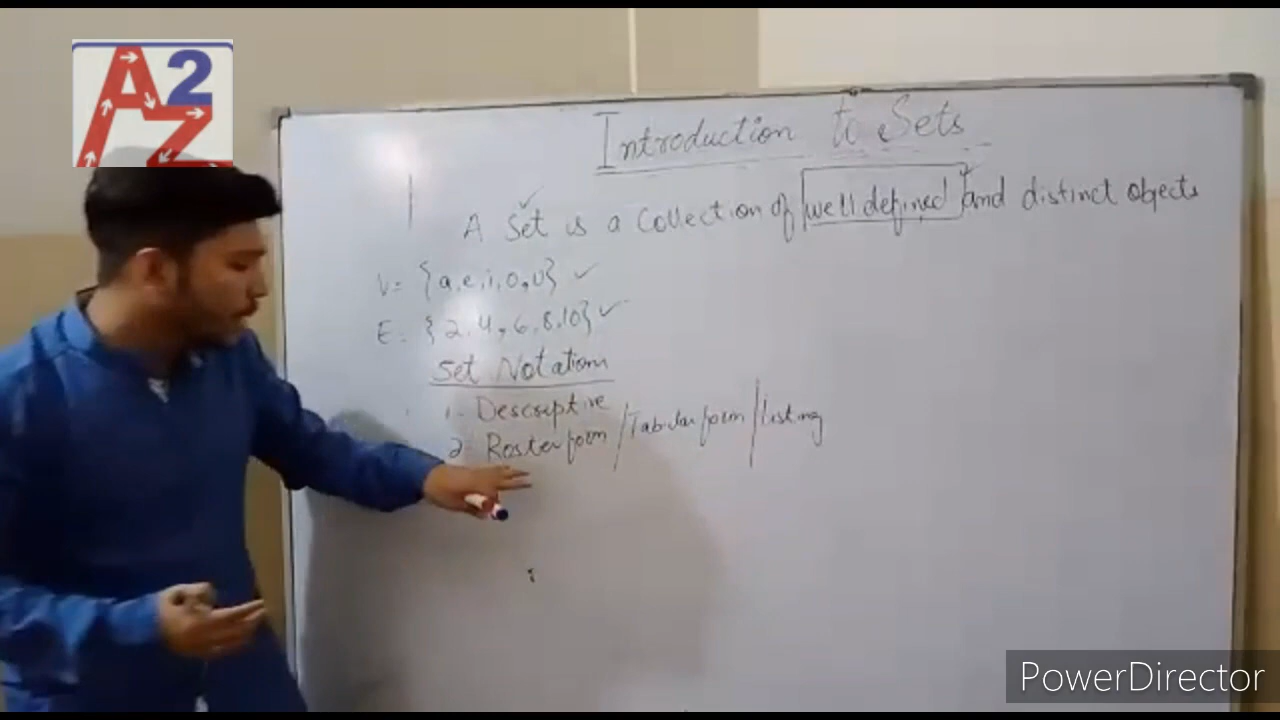 A2Z
Introduction to Sets
A Set is a Collection of well defined and distinct objects
V = {a, e, i, o, u} ✓
E = {2, 4, 6, 8, 10} ✓
Set Notations
1- Descriptive
2- Roster form / Tabular form / Listing
PowerDirector